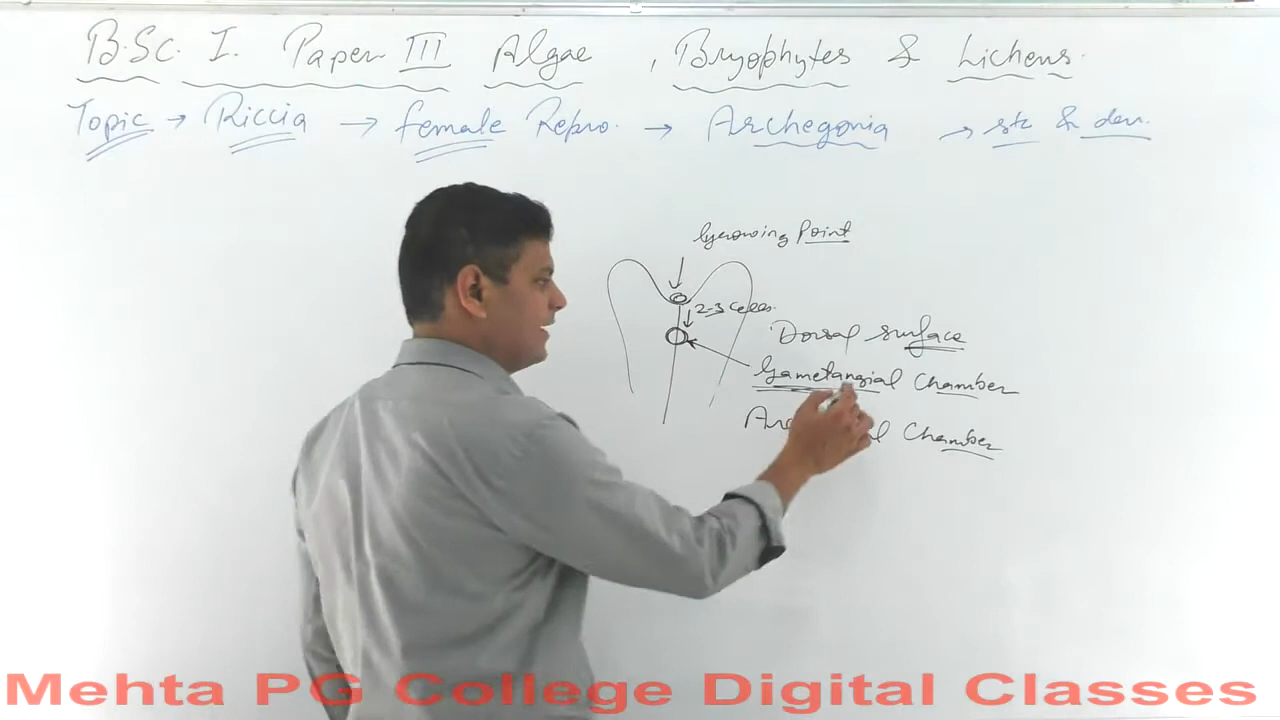 B.Sc. I. Paper III Algae, Bryophytes & Lichens.
Topic → Riccia → female Repro. → Archegonia → str & dev.
Growing Point
2-3 cells.
Dorsal surface
Gametangial Chamber
Chamber
Mehta PG College Digital Classes